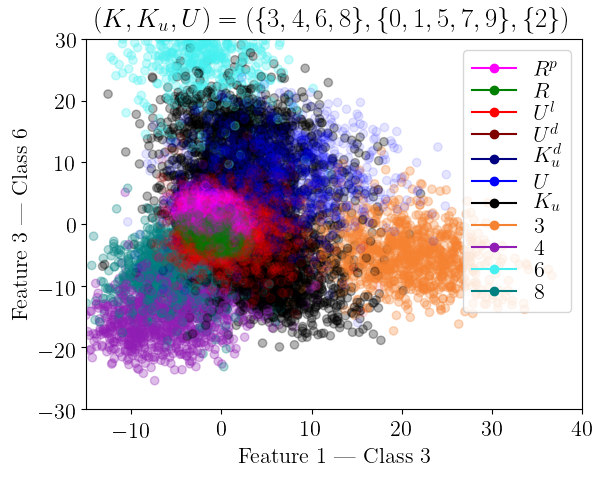 (K, K_u, U) = ({3, 4, 6, 8}, {0, 1, 5, 7, 9}, {2})
Feature 3 — Class 6
30
20
10
0
−10
−20
−30
R^p
R
U^l
U^d
K_u^d
U
K_u
3
4
6
8
−10
0
10
20
30
40
Feature 1 — Class 3